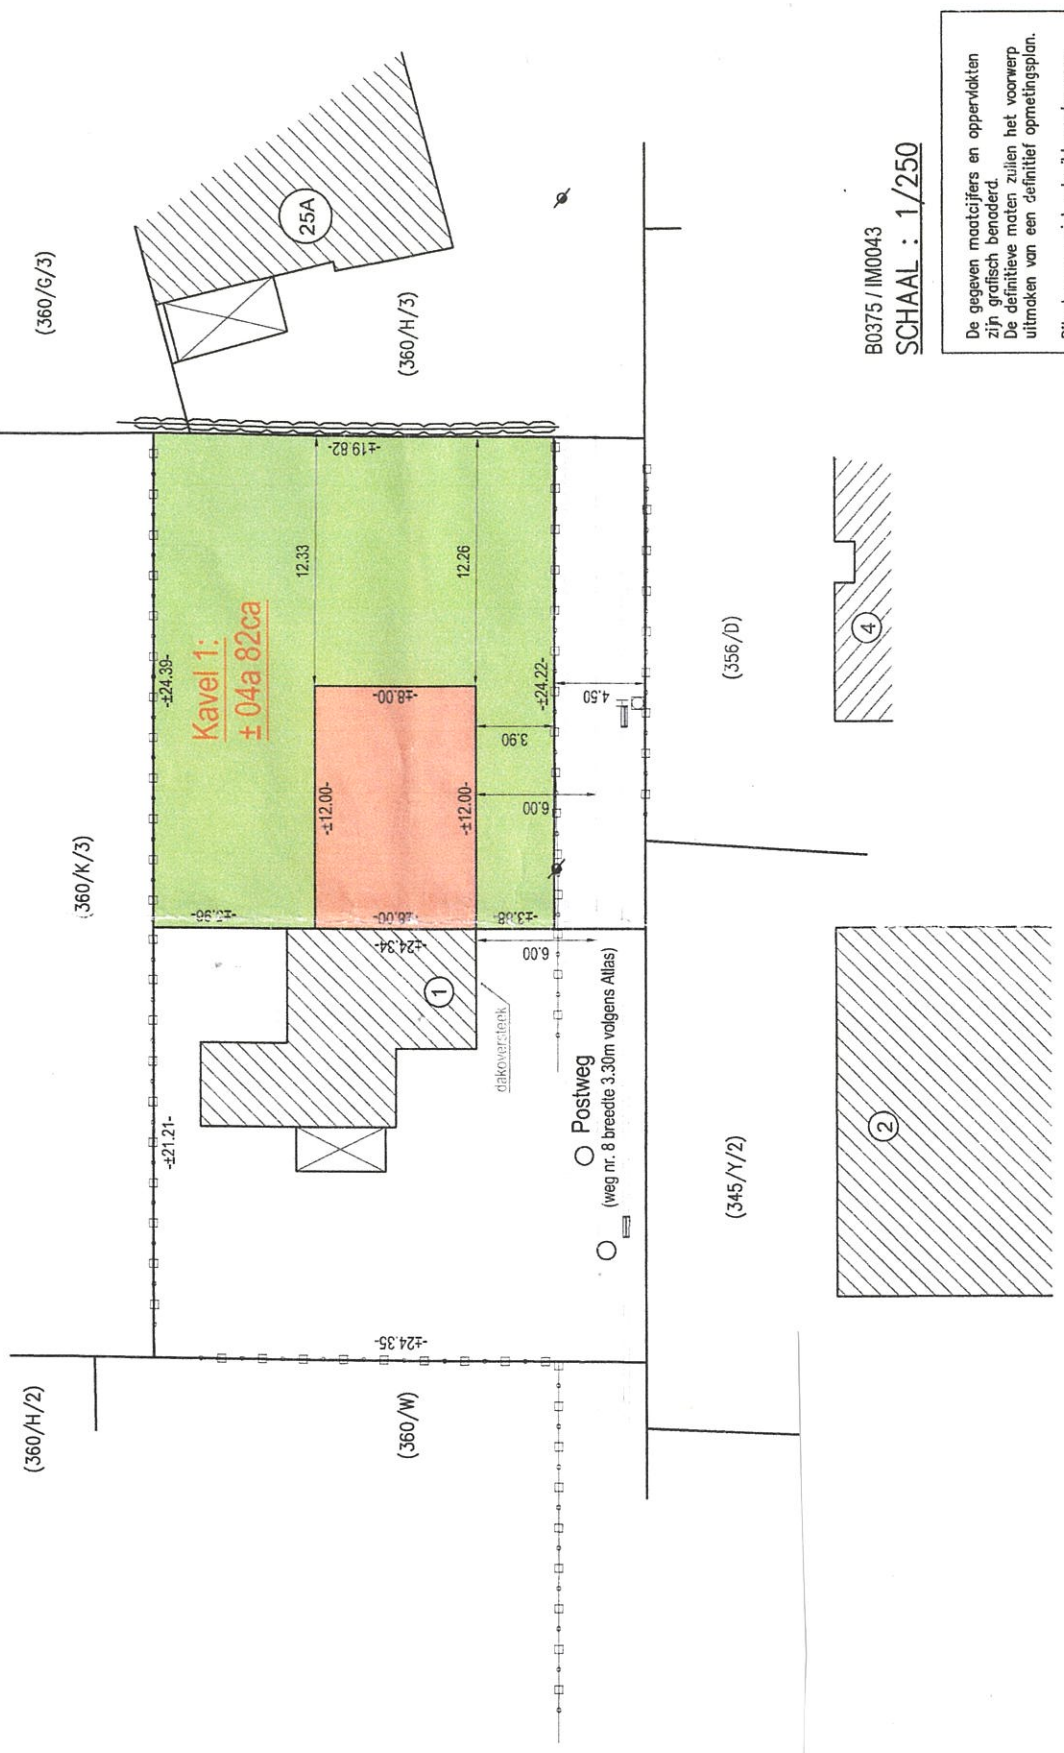 (360/G/3)
25A
(360/H/3)
B0375 / IM0043
SCHAAL : 1/250
De gegeven maatcijfers en oppervlakten
zijn grafisch benaderd.
De definitieve maten zullen het voorwerp
uitmaken van een definitief opmetingsplan.
(360/K/3)
-±24.39-
Kavel 1:
± 04a 82ca
12.33
-±19.82-
12.26
-±8.00-
-±12.00-
-±12.00-
3.90
-±24.22-
4.50
6.00
-±8.00-
-±3.88-
-±24.34-
6.00
(356/D)
4
1
dakoversteek
-±21.21-
Postweg
(weg nr. 8 breedte 3.30m volgens Atlas)
(345/Y/2)
2
-±24.35-
(360/H/2)
(360/W)